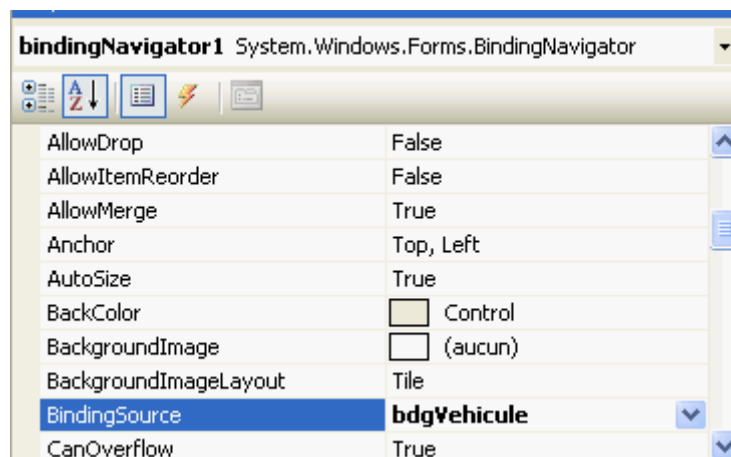 bindingNavigator1 System.Windows.Forms.BindingNavigator
AllowDrop False
AllowItemReorder False
AllowMerge True
Anchor Top, Left
AutoSize True
BackColor Control
BackgroundImage (aucun)
BackgroundImageLayout Tile
BindingSource bdgVehicule
CanOverflow True